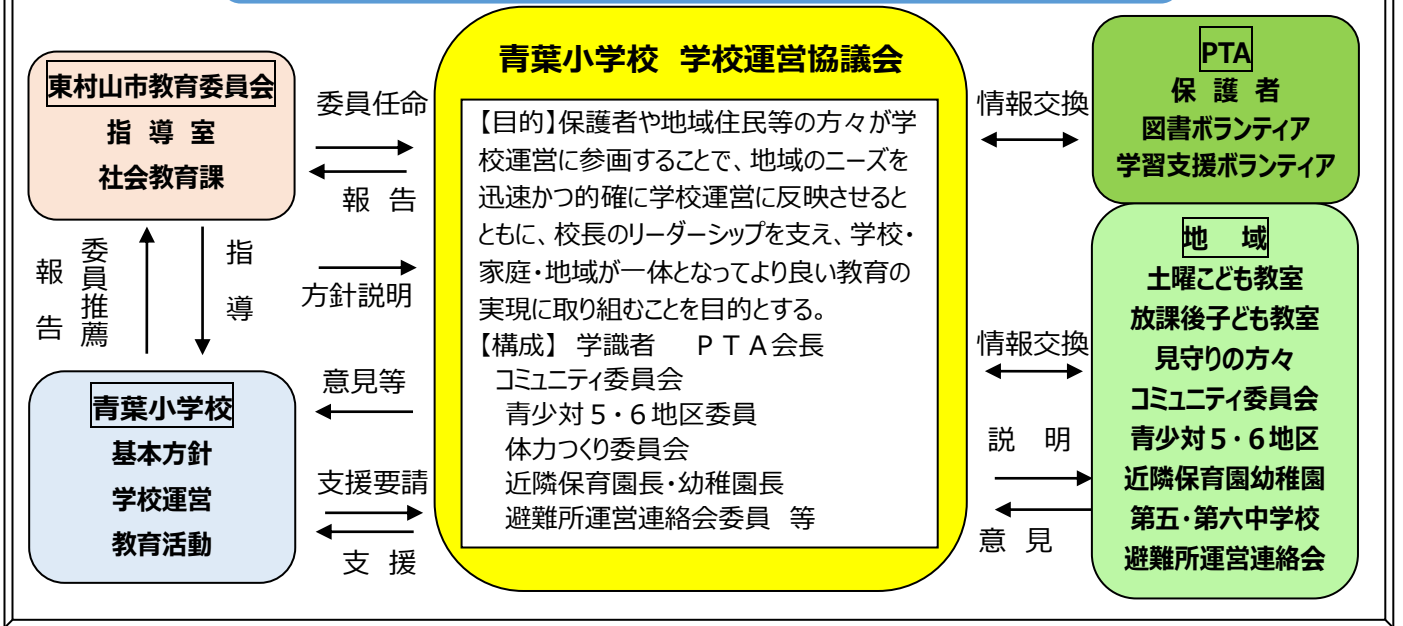 東村山市教育委員会
指 導 室
社会教育課
委員任命
報 告
報 告
委員推薦
指 導
方針説明
青葉小学校
基本方針
学校運営
教育活動
意見等
支援要請
支 援
青葉小学校 学校運営協議会
【目的】保護者や地域住民等の方々が学
校運営に参画することで、地域のニーズを
迅速かつ的確に学校運営に反映させると
ともに、校長のリーダーシップを支え、学校・
家庭・地域が一体となってより良い教育の
実現に取り組むことを目的とする。
【構成】 学識者 ＰＴＡ会長
コミュニティ委員会
青少対５・６地区委員
体力つくり委員会
近隣保育園長・幼稚園長
避難所運営連絡会委員 等
情報交換
PTA
保 護 者
図書ボランティア
学習支援ボランティア
情報交換
説 明
意 見
地 域
土曜こども教室
放課後子ども教室
見守りの方々
コミュニティ委員会
青少対５・６地区
近隣保育園幼稚園
第五・第六中学校
避難所運営連絡会